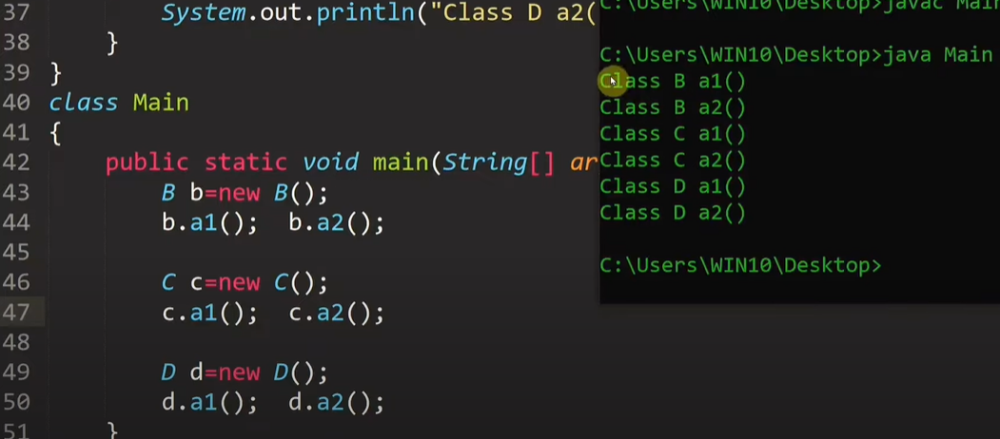 37 System.out.println("Class D a2(
38 }
39 }
40 class Main
41 {
42 public static void main(String[] ar
43 B b=new B();
44 b.a1(); b.a2();
45
46 C c=new C();
47 c.a1(); c.a2();
48
49 D d=new D();
50 d.a1(); d.a2();
51 }
C:\Users\WIN10\Desktop>javac Main
C:\Users\WIN10\Desktop>java Main
Class B a1()
Class B a2()
Class C a1()
Class C a2()
Class D a1()
Class D a2()
C:\Users\WIN10\Desktop>